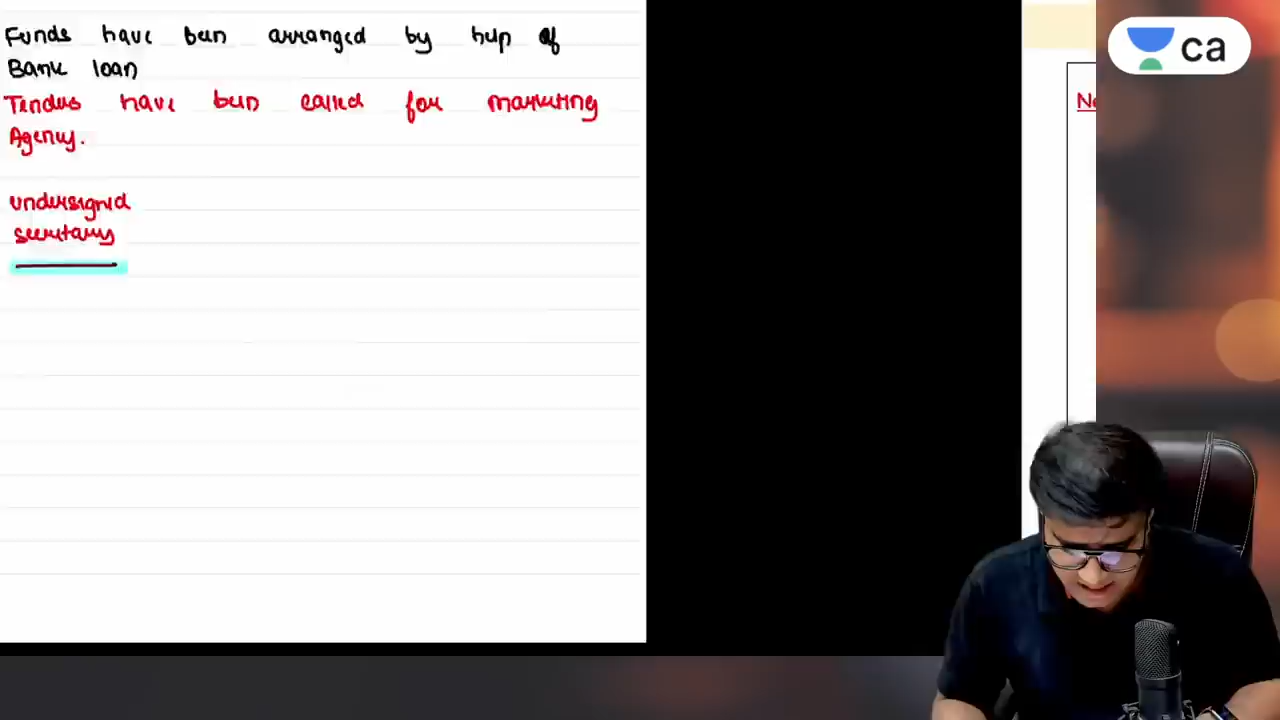 Funds have been arranged by help of
Bank loan
Tenders have been called for marketing
Agency.
undersigned
secretary
ca